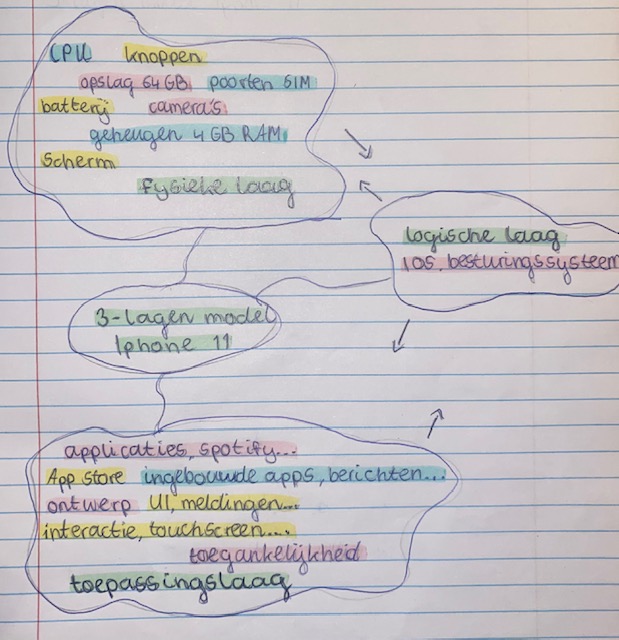 CPU knoppen
opslag 64 GB poorten SIM
batterij camera's
geheugen 4 GB RAM
Scherm
fysieke laag
logische laag
IOS, besturingssysteem
3-lagen model
Iphone 11
applicaties, spotify...
App store ingebouwde apps, berichten...
ontwerp UI, meldingen...
interactie, touchscreen....
toegankelijkheid
toepassingslaag